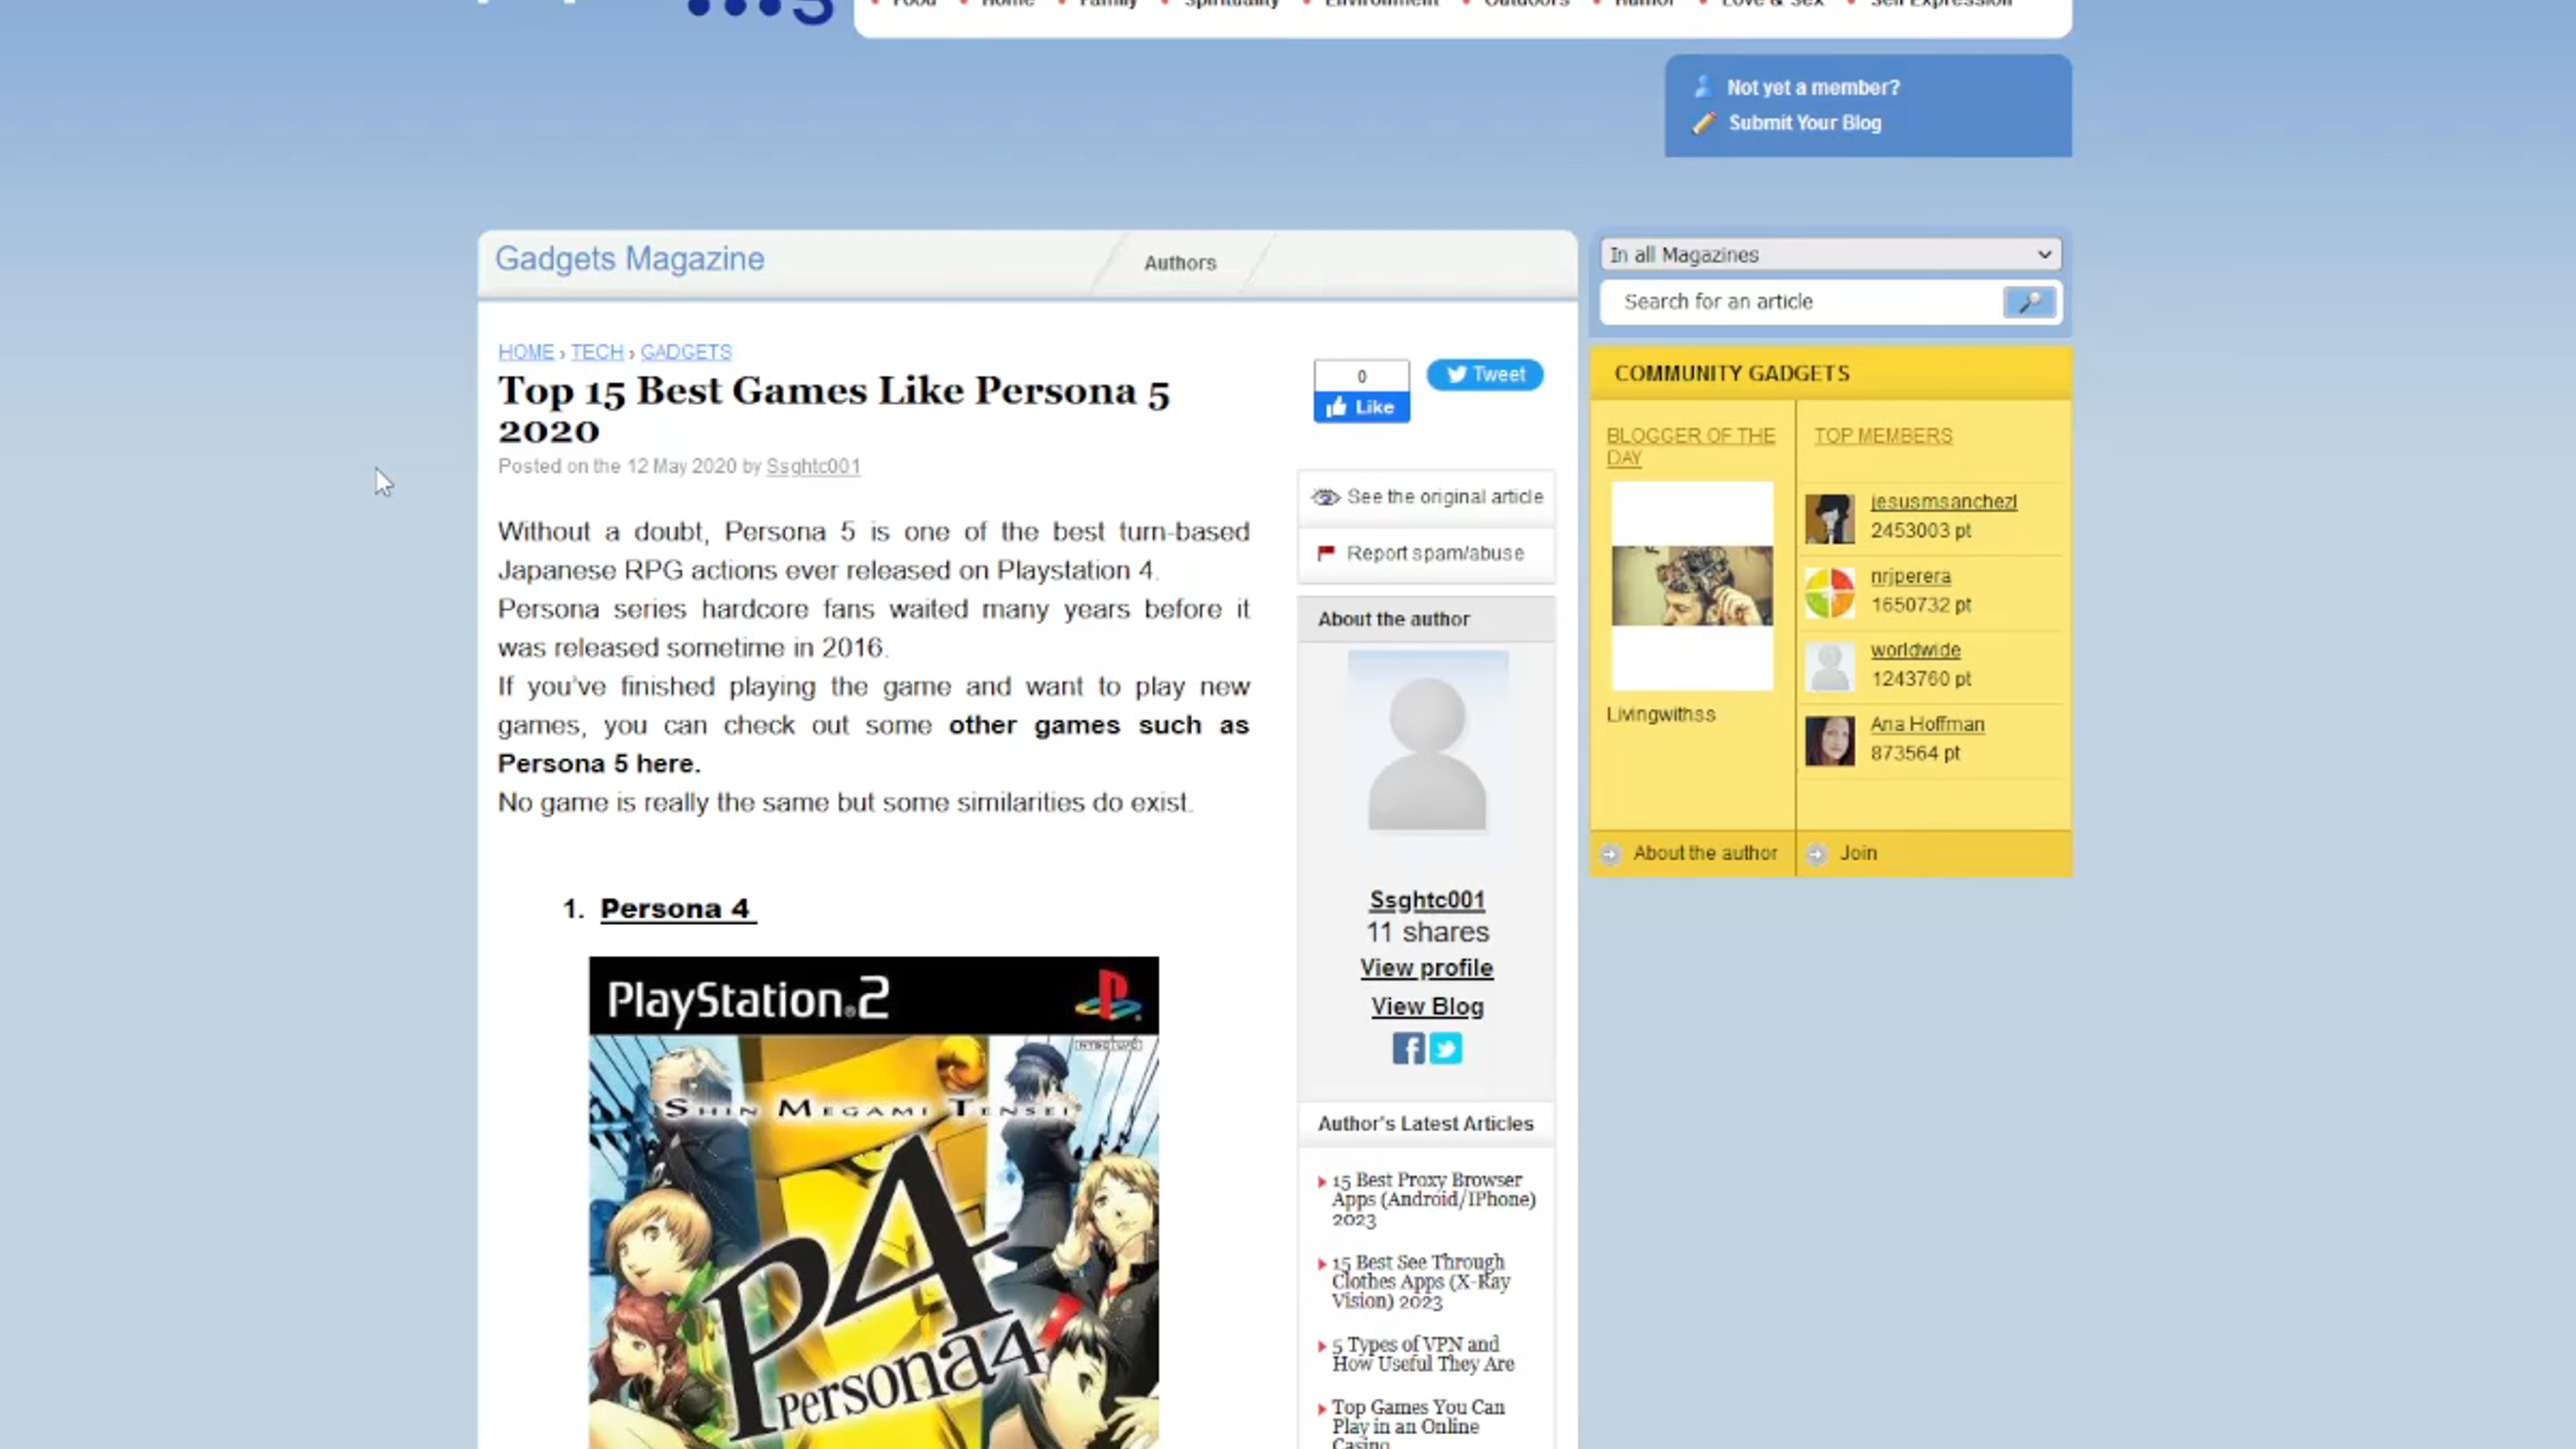 Food Home Family Spirituality Environment Outdoors Humor Love & Sex Self Expression
Not yet a member?
Submit Your Blog
Gadgets Magazine
Authors
In all Magazines
Search for an article
HOME › TECH › GADGETS
Top 15 Best Games Like Persona 5
2020
Posted on the 12 May 2020 by Ssghtc001
0
Like
Tweet
Without a doubt, Persona 5 is one of the best turn-based
Japanese RPG actions ever released on Playstation 4.
Persona series hardcore fans waited many years before it
was released sometime in 2016.
If you've finished playing the game and want to play new
games, you can check out some other games such as
Persona 5 here.
No game is really the same but some similarities do exist.
1. Persona 4
PlayStation.2
SHIN MEGAMI TENSEI
P4
Persona4
See the original article
Report spam/abuse
About the author
Ssghtc001
11 shares
View profile
View Blog
Author's Latest Articles
15 Best Proxy Browser
Apps (Android/IPhone)
2023
15 Best See Through
Clothes Apps (X-Ray
Vision) 2023
5 Types of VPN and
How Useful They Are
Top Games You Can
Play in an Online
Casino
COMMUNITY GADGETS
BLOGGER OF THE
DAY
Livingwithss
About the author
TOP MEMBERS
jesusmsanchezl
2453003 pt
nrjperera
1650732 pt
worldwide
1243760 pt
Ana Hoffman
873564 pt
Join